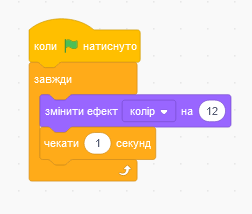 коли натиснуто
завжди
змінити ефект колір на 12
чекати 1 секунд